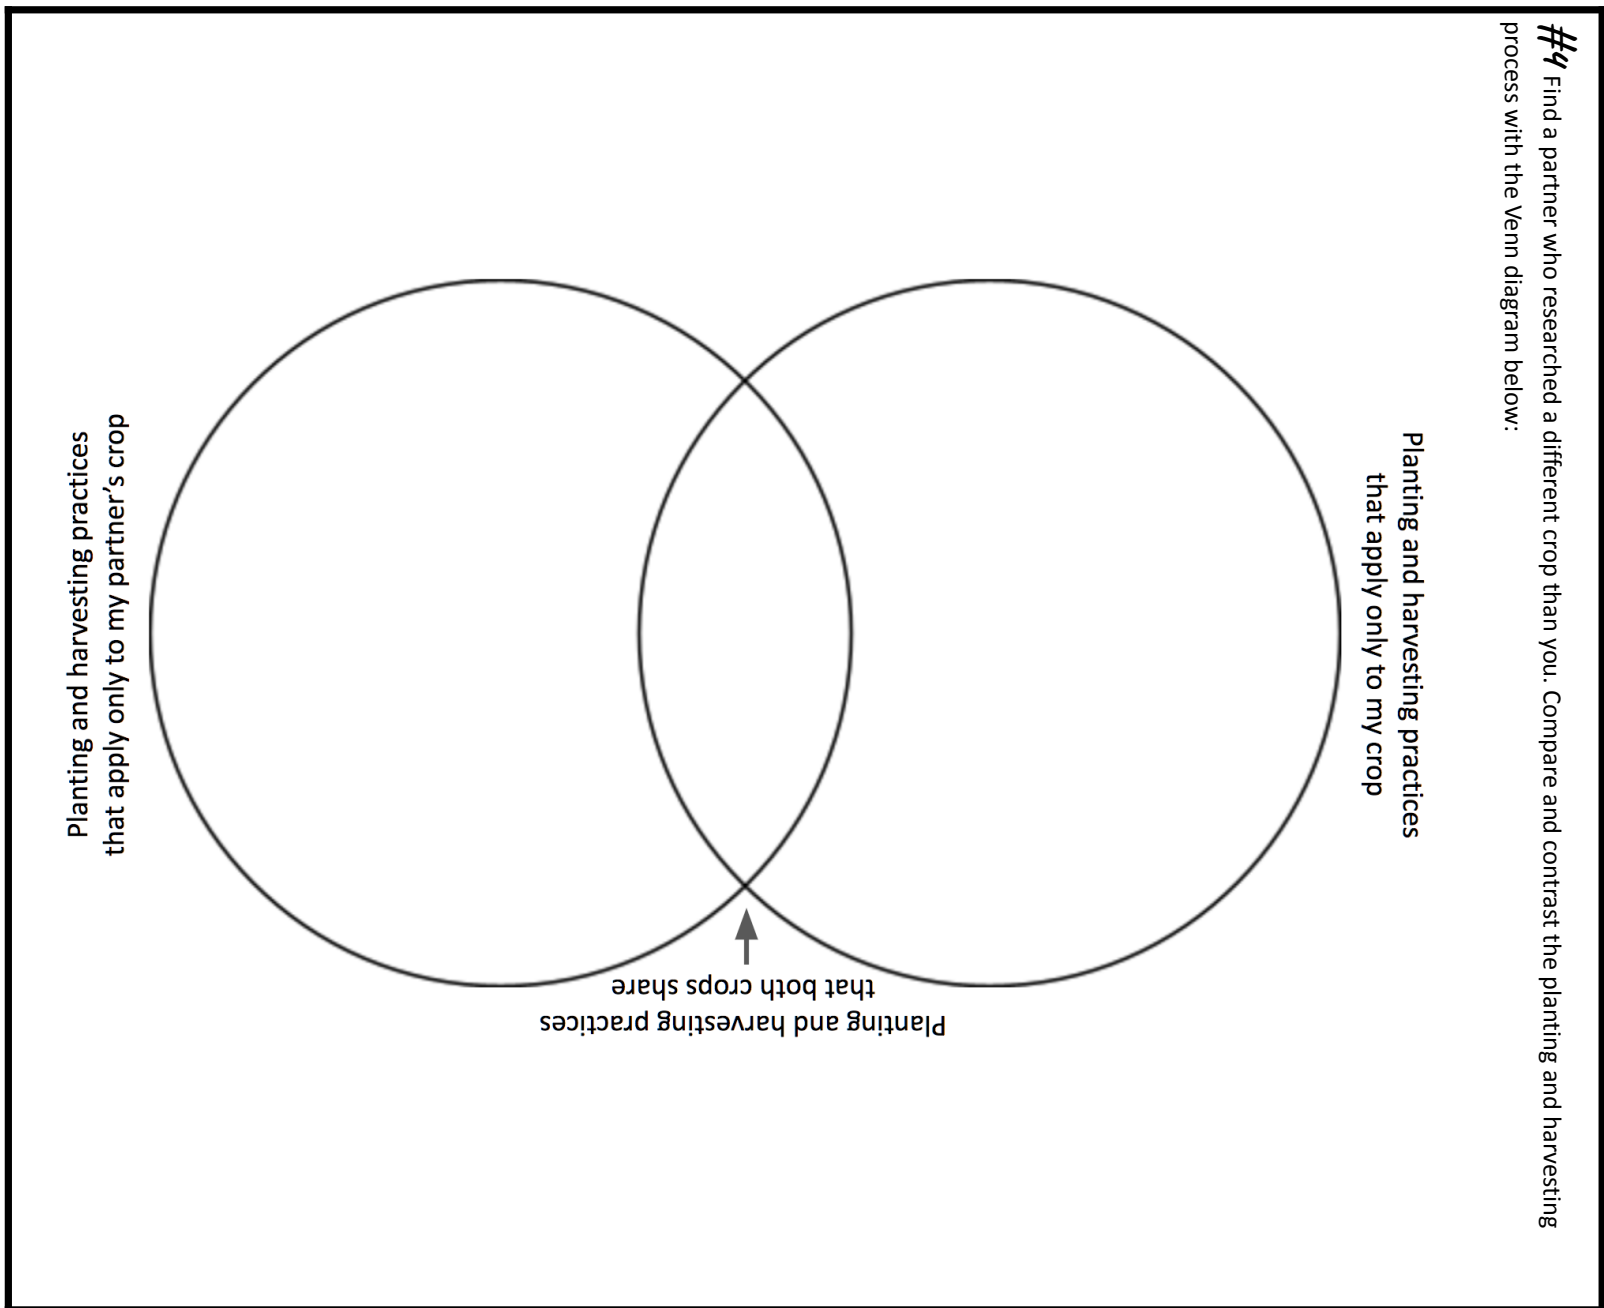 #4 Find a partner who researched a different crop than you. Compare and contrast the planting and harvesting
process with the Venn diagram below:
Planting and harvesting practices
that apply only to my crop
Planting and harvesting practices
that both crops share
Planting and harvesting practices
that apply only to my partner’s crop